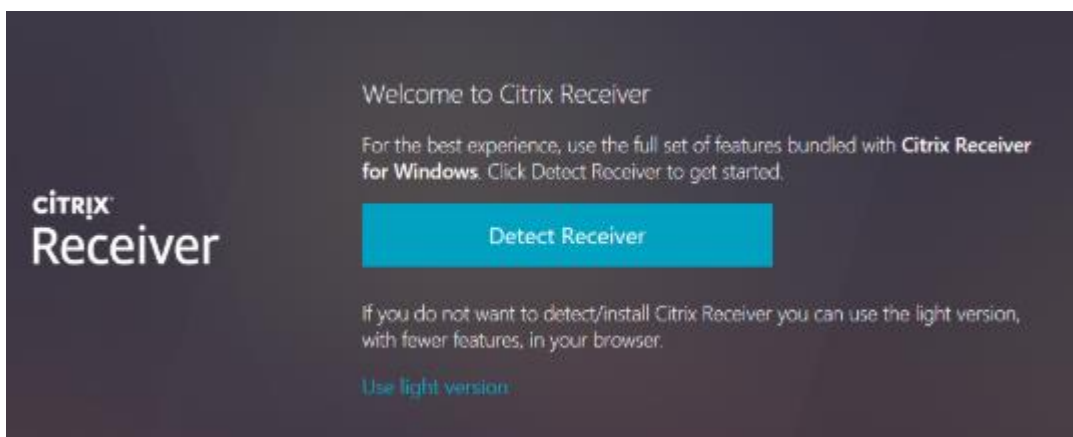 Welcome to Citrix Receiver
For the best experience, use the full set of features bundled with Citrix Receiver
for Windows. Click Detect Receiver to get started.
CITRIX
Receiver
Detect Receiver
If you do not want to detect/install Citrix Receiver you can use the light version,
with fewer features, in your browser.
Use light version